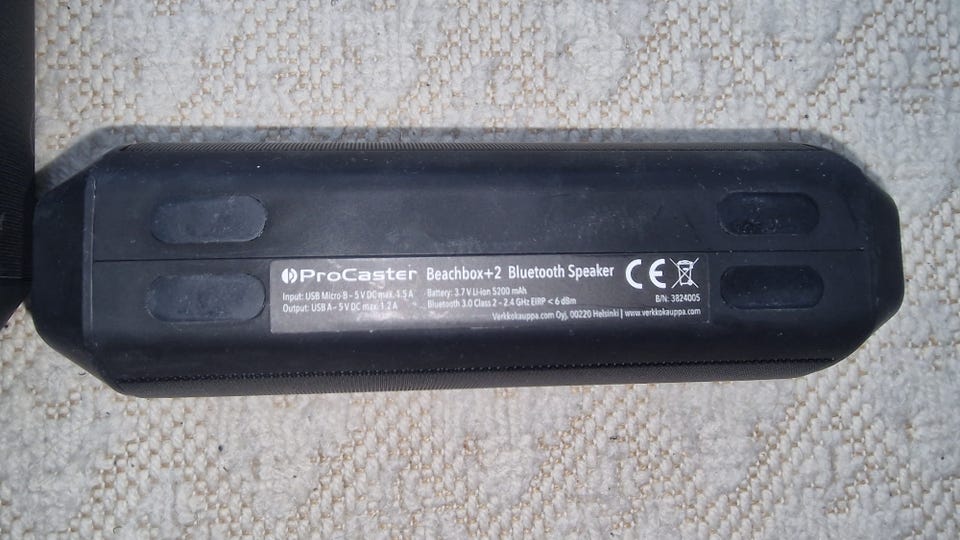 ProCaster Beachbox+2 Bluetooth Speaker CE
Input: USB Micro B – 5 V DC max. 1.5 A
Output: USB A – 5 V DC max. 1.2 A
Battery: 3.7 V Li-ion 5200 mAh
Bluetooth 3.0 Class 2 – 2.4 GHz EIRP < 6 dBm
B/N: 3824005
Verkkokauppa.com Oyj, 00220 Helsinki | www.verkkokauppa.com